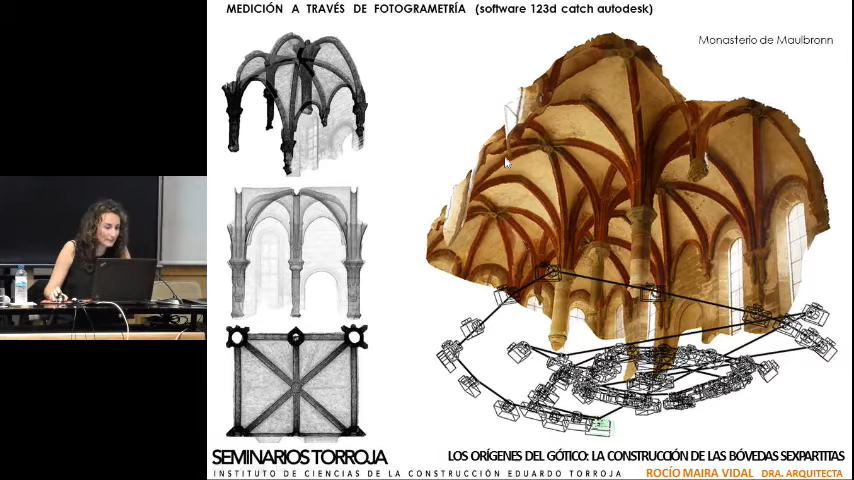 MEDICIÓN A TRAVÉS DE FOTOGRAMETRÍA (software 123d catch autodesk)
Monasterio de Maulbronn
SEMINARIOS TORROJA
LOS ORÍGENES DEL GÓTICO: LA CONSTRUCCIÓN DE LAS BÓVEDAS SEXPARTITAS
INSTITUTO DE CIENCIAS DE LA CONSTRUCCIÓN EDUARDO TORROJA
ROCÍO MAIRA VIDAL DRA. ARQUITECTA